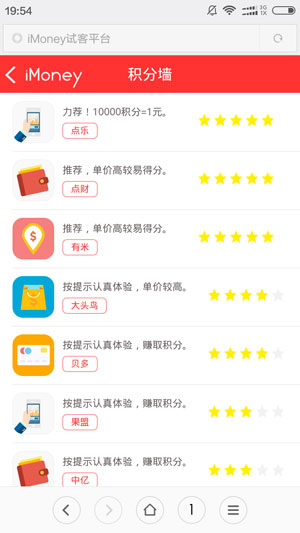 19:54
3G
1X
iMoney试客平台
iMoney
积分墙
力荐！10000积分=1元。
点乐
推荐，单价高较易得分。
点财
推荐，单价高较易得分。
有米
按提示认真体验，单价较高。
大头鸟
按提示认真体验，赚取积分。
贝多
按提示认真体验，赚取积分。
果盟
按提示认真体验，赚取积分。
中亿
1